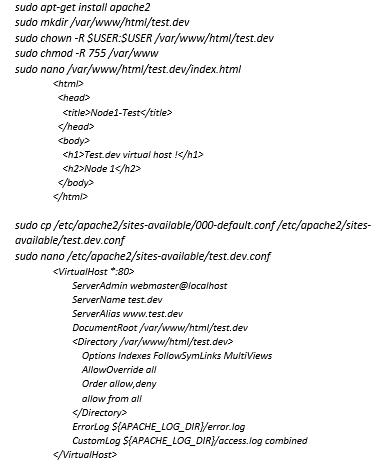 sudo apt-get install apache2
sudo mkdir /var/www/html/test.dev
sudo chown -R $USER:$USER /var/www/html/test.dev
sudo chmod -R 755 /var/www
sudo nano /var/www/html/test.dev/index.html
<html>
<head>
<title>Node1-Test</title>
</head>
<body>
<h1>Test.dev virtual host !</h1>
<h2>Node 1</h2>
</body>
</html>
sudo cp /etc/apache2/sites-available/000-default.conf /etc/apache2/sites-
available/test.dev.conf
sudo nano /etc/apache2/sites-available/test.dev.conf
<VirtualHost *:80>
ServerAdmin webmaster@localhost
ServerName test.dev
ServerAlias www.test.dev
DocumentRoot /var/www/html/test.dev
<Directory /var/www/html/test.dev>
Options Indexes FollowSymLinks MultiViews
AllowOverride all
Order allow,deny
allow from all
</Directory>
ErrorLog ${APACHE_LOG_DIR}/error.log
CustomLog ${APACHE_LOG_DIR}/access.log combined
</VirtualHost>